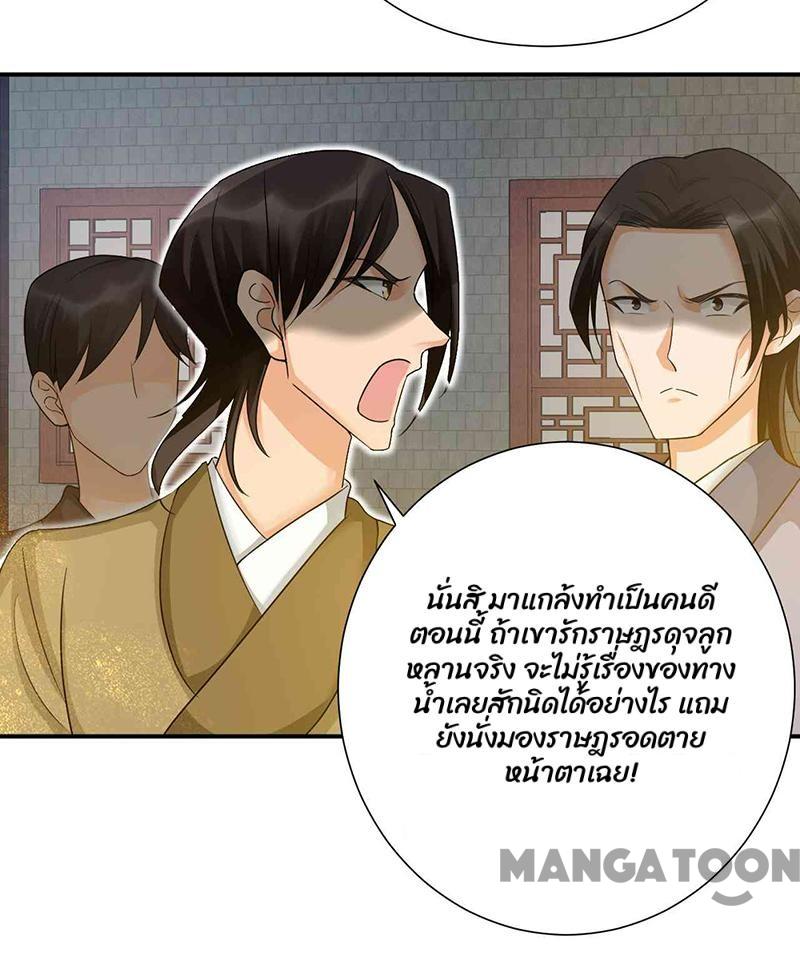 นั่นสิ มาแกล้งทำเป็นคนดี
ตอนนี้ ถ้าเขารักราษฎรดุจลูก
หลานจริง จะไม่รู้เรื่องของทาง
น้ำเลยสักนิดได้อย่างไร แถม
ยังนั่งมองราษฎรอดตาย
หน้าตาเฉย!
MANGATOON